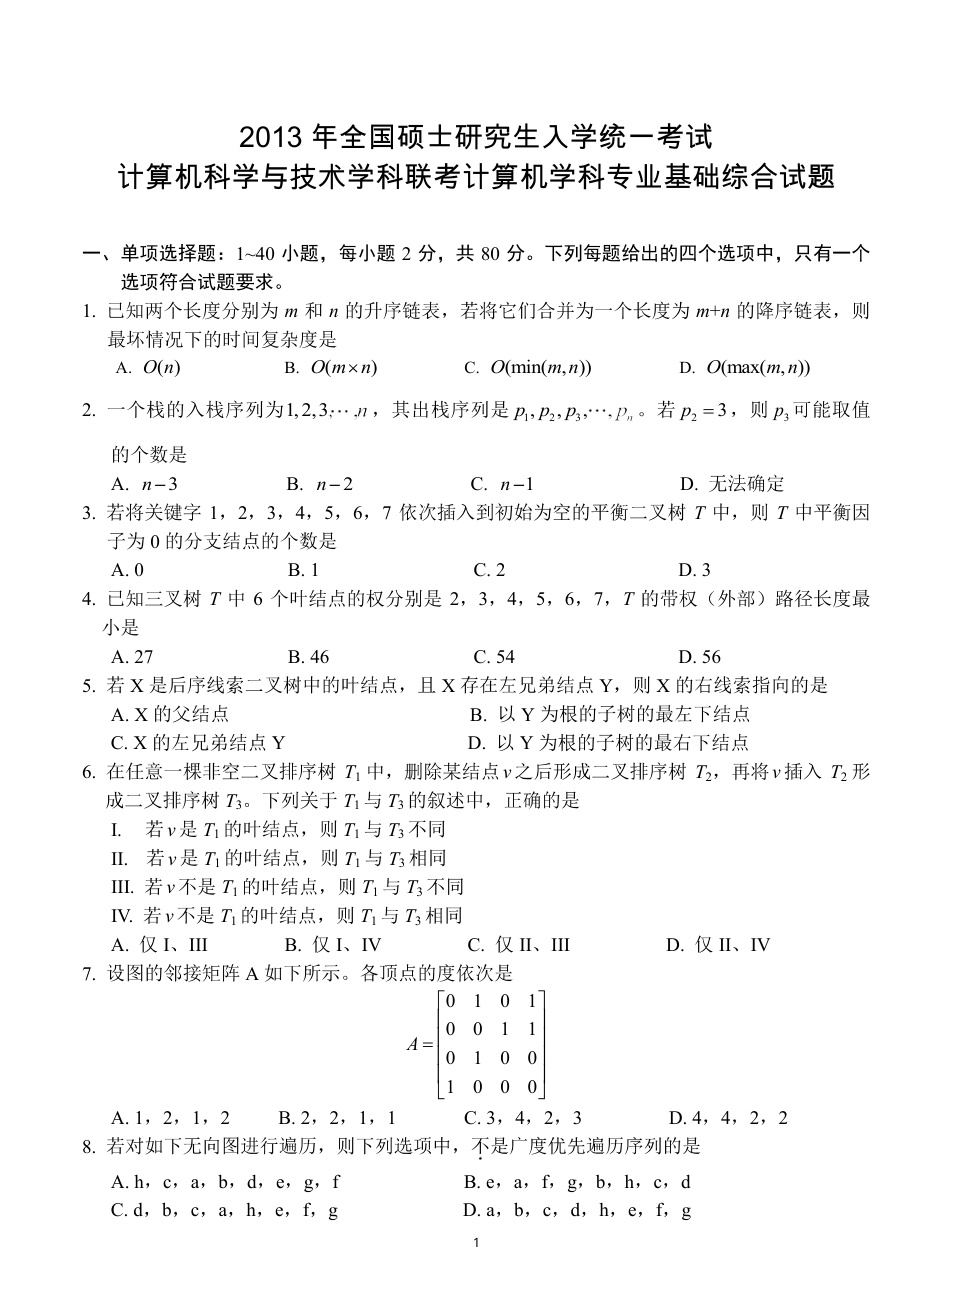 2013 年全国硕士研究生入学统一考试
计算机科学与技术学科联考计算机学科专业基础综合试题
一、单项选择题：1~40 小题，每小题 2 分，共 80 分。下列每题给出的四个选项中，只有一个
选项符合试题要求。
1. 已知两个长度分别为 m 和 n 的升序链表，若将它们合并为一个长度为 m+n 的降序链表，则
最坏情况下的时间复杂度是
A. O(n) B. O(m×n) C. O(min(m,n)) D. O(max(m,n))
2. 一个栈的入栈序列为1,2,3,⋯,n，其出栈序列是 p₁,p₂,p₃,⋯,pₙ。若 p₂=3，则 p₃可能取值
的个数是
A. n−3 B. n−2 C. n−1 D. 无法确定
3. 若将关键字 1，2，3，4，5，6，7 依次插入到初始为空的平衡二叉树 T 中，则 T 中平衡因
子为 0 的分支结点的个数是
A. 0 B. 1 C. 2 D. 3
4. 已知三叉树 T 中 6 个叶结点的权分别是 2，3，4，5，6，7，T 的带权（外部）路径长度最
小是
A. 27 B. 46 C. 54 D. 56
5. 若 X 是后序线索二叉树中的叶结点，且 X 存在左兄弟结点 Y，则 X 的右线索指向的是
A. X 的父结点 B. 以 Y 为根的子树的最左下结点
C. X 的左兄弟结点 Y D. 以 Y 为根的子树的最右下结点
6. 在任意一棵非空二叉排序树 T₁ 中，删除某结点 v 之后形成二叉排序树 T₂，再将 v 插入 T₂ 形
成二叉排序树 T₃。下列关于 T₁ 与 T₃ 的叙述中，正确的是
I. 若 v 是 T₁ 的叶结点，则 T₁ 与 T₃ 不同
II. 若 v 是 T₁ 的叶结点，则 T₁ 与 T₃ 相同
III. 若 v 不是 T₁ 的叶结点，则 T₁ 与 T₃ 不同
IV. 若 v 不是 T₁ 的叶结点，则 T₁ 与 T₃ 相同
A. 仅 I、III B. 仅 I、IV C. 仅 II、III D. 仅 II、IV
7. 设图的邻接矩阵 A 如下所示。各顶点的度依次是
0 1 0 1
0 0 1 1
A=
0 1 0 0
1 0 0 0
A. 1，2，1，2 B. 2，2，1，1 C. 3，4，2，3 D. 4，4，2，2
8. 若对如下无向图进行遍历，则下列选项中，不是广度优先遍历序列的是
A. h，c，a，b，d，e，g，f B. e，a，f，g，b，h，c，d
C. d，b，c，a，h，e，f，g D. a，b，c，d，h，e，f，g
1